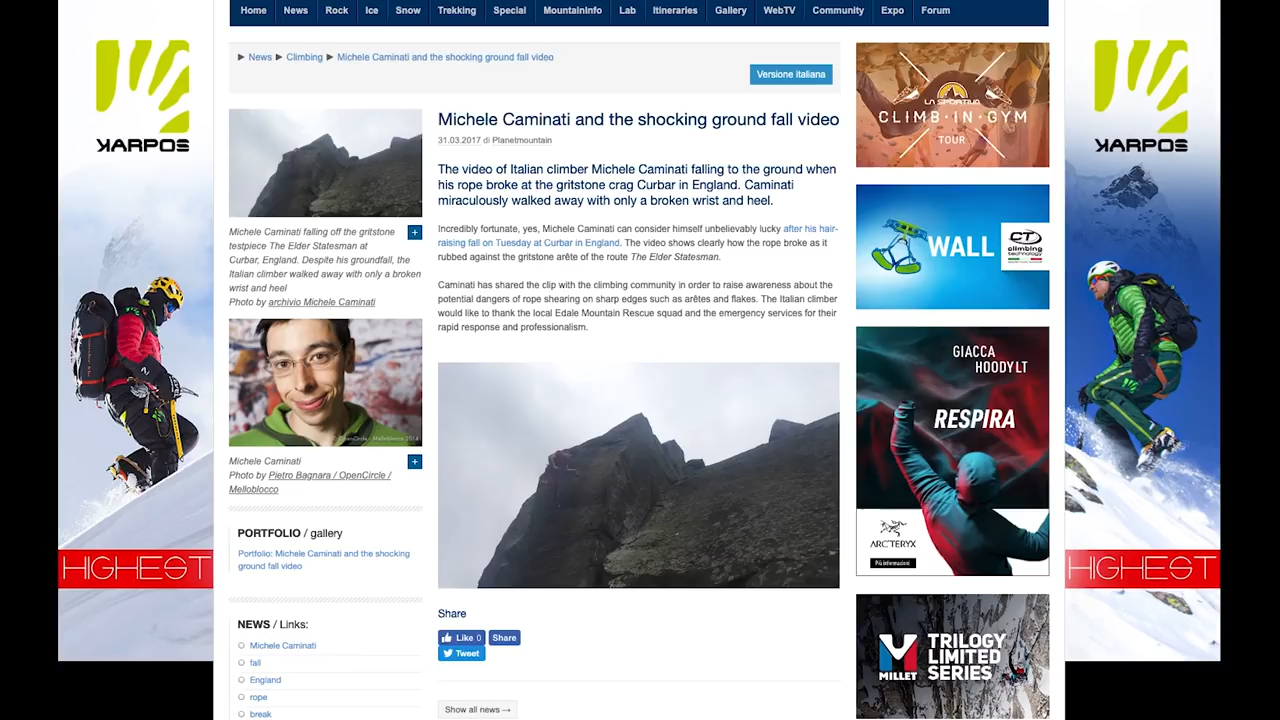 Home News Rock Ice Snow Trekking Special MountainInfo Lab Itineraries Gallery WebTV Community Expo Forum
News Climbing Michele Caminati and the shocking ground fall video
Versione italiana
KARPOS
HIGHEST
Michele Caminati falling off the gritstone
testpiece The Elder Statesman at
Curbar, England. Despite his groundfall, the
Italian climber walked away with only a broken
wrist and heel
Photo by archivio Michele Caminati
© OpenCircle - Melloblocco 2014
Michele Caminati
Photo by Pietro Bagnara / OpenCircle /
Melloblocco
PORTFOLIO / gallery
Portfolio: Michele Caminati and the shocking
ground fall video
NEWS / Links:
Michele Caminati
fall
England
rope
break
Michele Caminati and the shocking ground fall video
31.03.2017 di Planetmountain
The video of Italian climber Michele Caminati falling to the ground when
his rope broke at the gritstone crag Curbar in England. Caminati
miraculously walked away with only a broken wrist and heel.
Incredibly fortunate, yes, Michele Caminati can consider himself unbelievably lucky after his hair-
raising fall on Tuesday at Curbar in England. The video shows clearly how the rope broke as it
rubbed against the gritstone arête of the route The Elder Statesman.
Caminati has shared the clip with the climbing community in order to raise awareness about the
potential dangers of rope shearing on sharp edges such as arêtes and flakes. The Italian climber
would like to thank the local Edale Mountain Rescue squad and the emergency services for their
rapid response and professionalism.
Share
Like 0 Share
Tweet
Show all news →
LA SPORTIVA
CLIMB·IN·GYM
TOUR
WALL
CT
climbing
technology
GIACCA
HOODY LT
RESPIRA
ARC'TERYX
Più informazioni
MILLET
TRILOGY
LIMITED
SERIES
KARPOS
HIGHEST